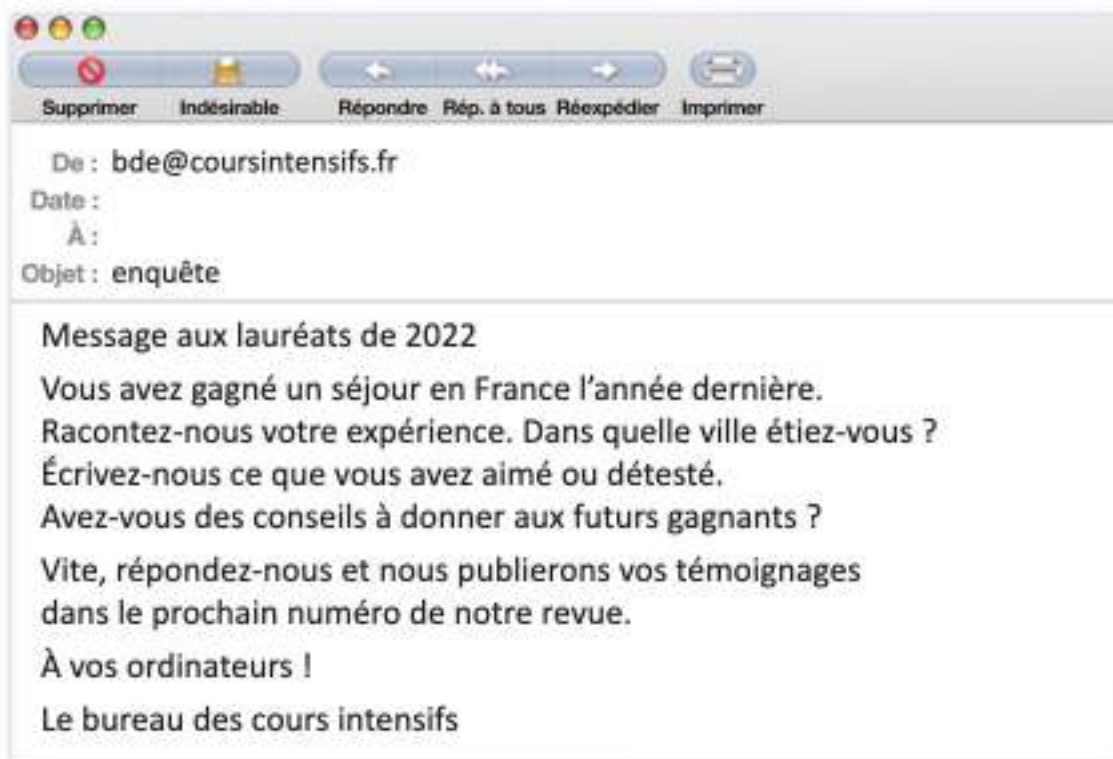 Supprimer Indésirable Répondre Rép. à tous Réexpédier Imprimer
De : bde@coursintensifs.fr
Date :
À :
Objet : enquête
Message aux lauréats de 2022
Vous avez gagné un séjour en France l’année dernière.
Racontez-nous votre expérience. Dans quelle ville étiez-vous ?
Écrivez-nous ce que vous avez aimé ou détesté.
Avez-vous des conseils à donner aux futurs gagnants ?
Vite, répondez-nous et nous publierons vos témoignages
dans le prochain numéro de notre revue.
À vos ordinateurs !
Le bureau des cours intensifs